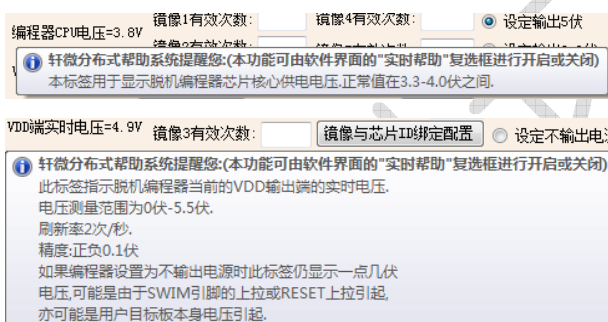 编程器CPU电压=3.8V
镜像1有效次数:
镜像4有效次数:
设定输出5伏
轩微分布式帮助系统提醒您:(本功能可由软件界面的"实时帮助"复选框进行开启或关闭)
本标签用于显示脱机编程器芯片核心供电电压.正常值在3.3-4.0伏之间.
VDD端实时电压=4.9V
镜像3有效次数:
镜像与芯片ID绑定配置
设定不输出电
轩微分布式帮助系统提醒您:(本功能可由软件界面的"实时帮助"复选框进行开启或关闭)
此标签指示脱机编程器当前的VDD输出端的实时电压.
电压测量范围为0伏-5.5伏.
刷新率2次/秒.
精度:正负0.1伏
如果编程器设置为不输出电源时此标签仍显示一点几伏
电压,可能是由于SWIM引脚的上拉或RESET上拉引起,
亦可能是用户目标板本身电压引起.